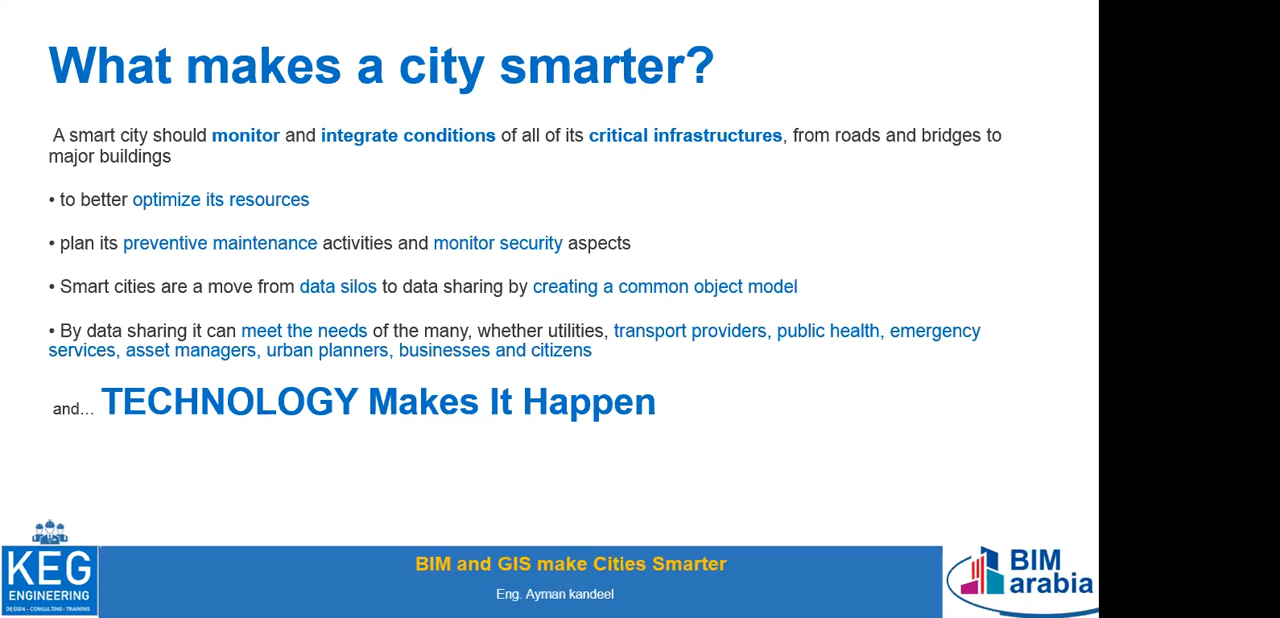 What makes a city smarter?
A smart city should monitor and integrate conditions of all of its critical infrastructures, from roads and bridges to
major buildings
• to better optimize its resources
• plan its preventive maintenance activities and monitor security aspects
• Smart cities are a move from data silos to data sharing by creating a common object model
• By data sharing it can meet the needs of the many, whether utilities, transport providers, public health, emergency
services, asset managers, urban planners, businesses and citizens
and... TECHNOLOGY Makes It Happen
KEG
ENGINEERING
DESIGN - CONSULTING - TRAINING
BIM and GIS make Cities Smarter
Eng. Ayman kandeel
BIM
arabia